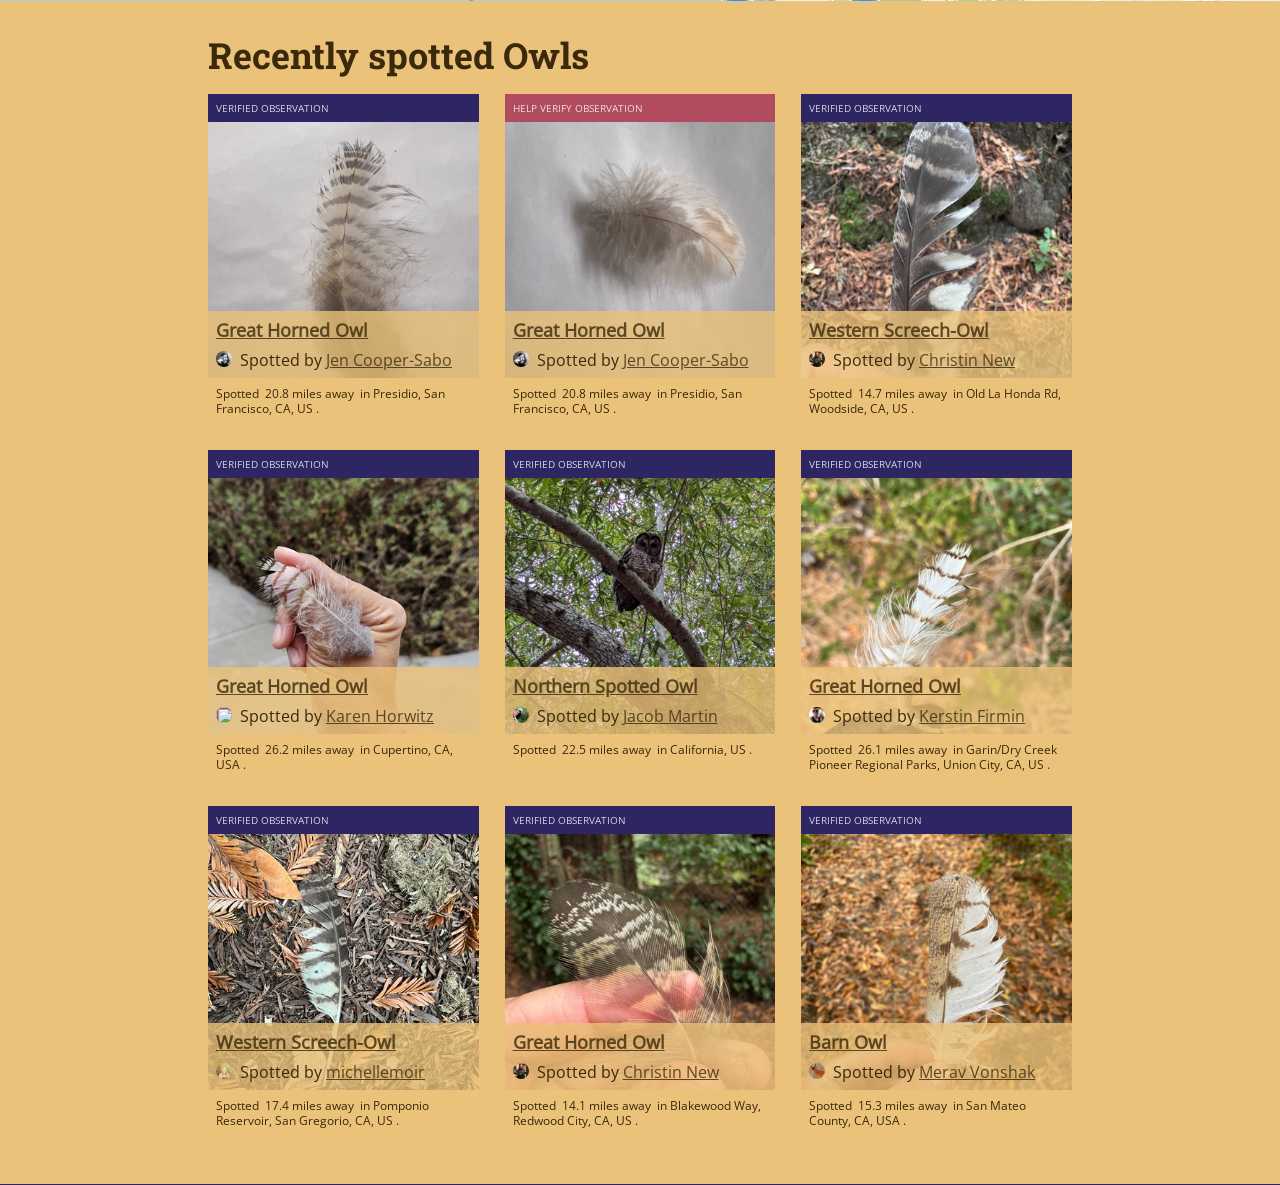 Recently spotted Owls
VERIFIED OBSERVATION
Great Horned Owl
Spotted by Jen Cooper-Sabo
Spotted 20.8 miles away in Presidio, San
Francisco, CA, US .
HELP VERIFY OBSERVATION
Great Horned Owl
Spotted by Jen Cooper-Sabo
Spotted 20.8 miles away in Presidio, San
Francisco, CA, US .
VERIFIED OBSERVATION
Western Screech-Owl
Spotted by Christin New
Spotted 14.7 miles away in Old La Honda Rd,
Woodside, CA, US .
VERIFIED OBSERVATION
Great Horned Owl
Spotted by Karen Horwitz
Spotted 26.2 miles away in Cupertino, CA,
USA .
VERIFIED OBSERVATION
Northern Spotted Owl
Spotted by Jacob Martin
Spotted 22.5 miles away in California, US .
VERIFIED OBSERVATION
Great Horned Owl
Spotted by Kerstin Firmin
Spotted 26.1 miles away in Garin/Dry Creek
Pioneer Regional Parks, Union City, CA, US .
VERIFIED OBSERVATION
Western Screech-Owl
Spotted by michellemoir
Spotted 17.4 miles away in Pomponio
Reservoir, San Gregorio, CA, US .
VERIFIED OBSERVATION
Great Horned Owl
Spotted by Christin New
Spotted 14.1 miles away in Blakewood Way,
Redwood City, CA, US .
VERIFIED OBSERVATION
Barn Owl
Spotted by Merav Vonshak
Spotted 15.3 miles away in San Mateo
County, CA, USA .